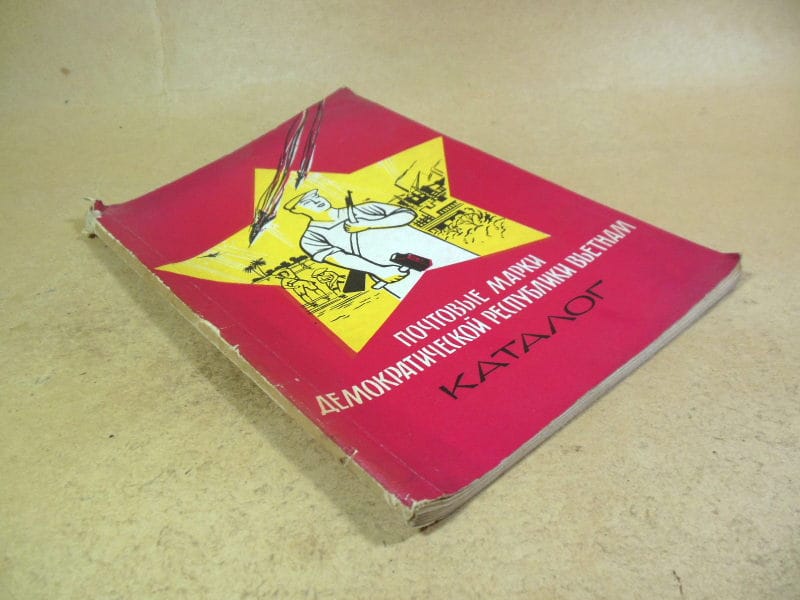 ПОЧТОВЫЕ МАРКИ
ДЕМОКРАТИЧЕСКОЙ РЕСПУБЛИКИ ВЬЕТНАМ
КАТАЛОГ